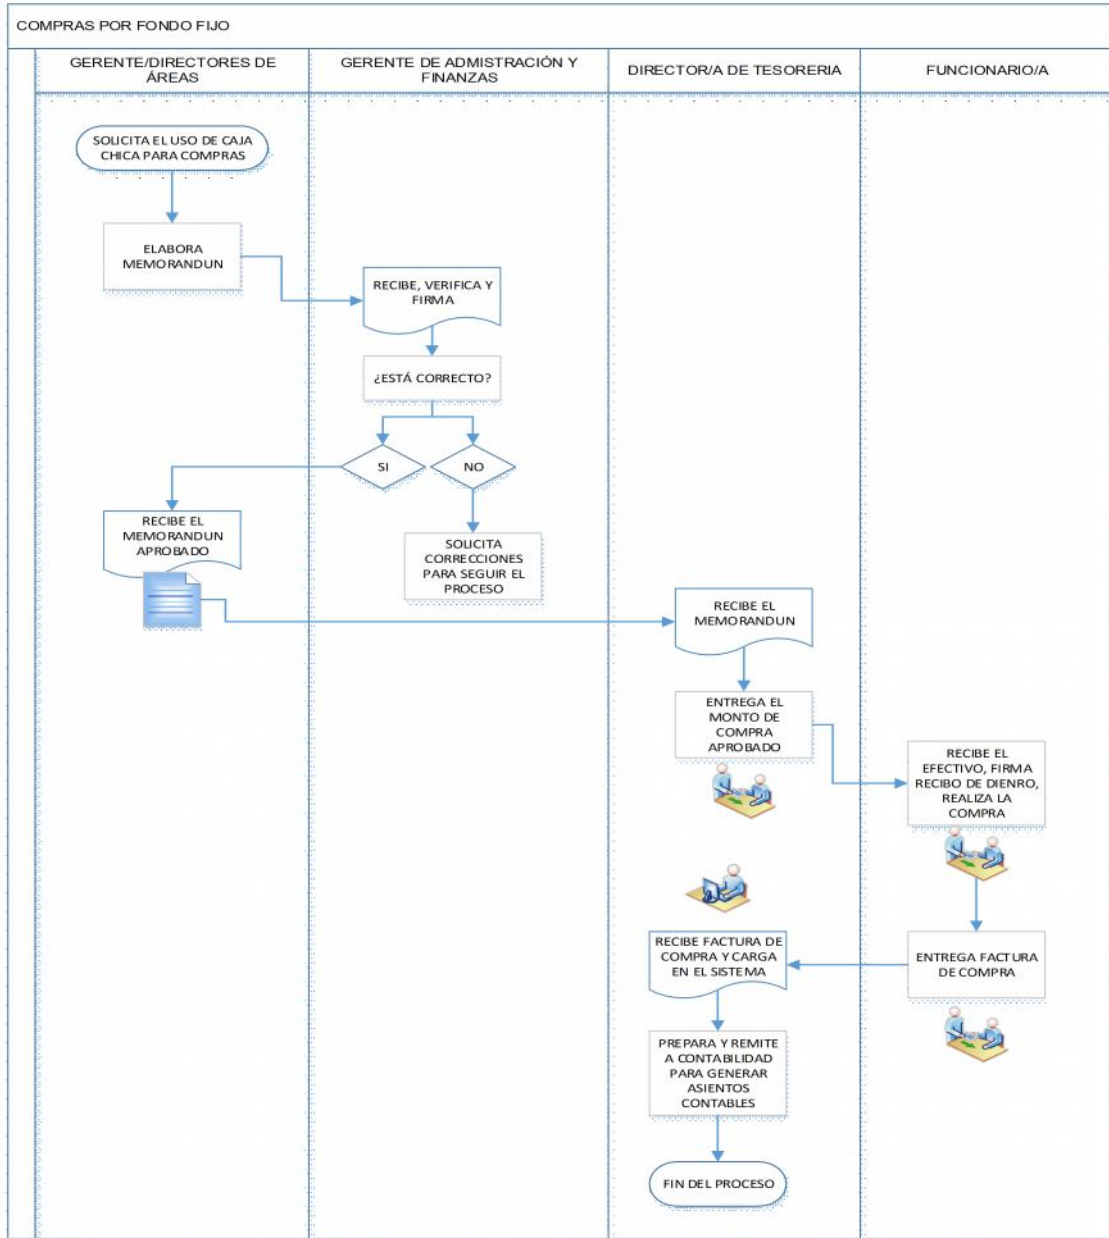 COMPRAS POR FONDO FIJO
GERENTE/DIRECTORES DE
ÁREAS
GERENTE DE ADMISTRACIÓN Y
FINANZAS
DIRECTOR/A DE TESORERIA
FUNCIONARIO/A
SOLICITA EL USO DE CAJA
CHICA PARA COMPRAS
ELABORA
MEMORANDUN
RECIBE, VERIFICA Y
FIRMA
¿ESTÁ CORRECTO?
SI
NO
RECIBE EL
MEMORANDUN
APROBADO
SOLICITA
CORRECCIONES
PARA SEGUIR EL
PROCESO
RECIBE EL
MEMORANDUN
ENTREGA EL
MONTO DE
COMPRA
APROBADO
RECIBE EL
EFECTIVO, FIRMA
RECIBO DE DIENRO,
REALIZA LA
COMPRA
RECIBE FACTURA DE
COMPRA Y CARGA
EN EL SISTEMA
ENTREGA FACTURA
DE COMPRA
PREPARA Y REMITE
A CONTABILIDAD
PARA GENERAR
ASIENTOS
CONTABLES
FIN DEL PROCESO